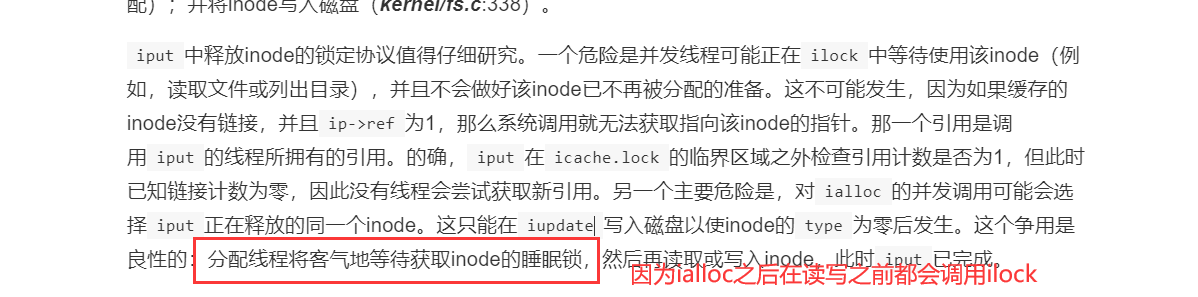 配）；并将inode写入磁盘（kernel/fs.c:338）。
iput 中释放inode的锁定协议值得仔细研究。一个危险是并发线程可能正在 ilock 中等待使用该inode（例
如，读取文件或列出目录），并且不会做好该inode已不再被分配的准备。这不可能发生，因为如果缓存的
inode没有链接，并且 ip->ref 为1，那么系统调用就无法获取指向该inode的指针。那一个引用是调
用 iput 的线程所拥有的引用。的确， iput 在 icache.lock 的临界区域之外检查引用计数是否为1，但此时
已知链接计数为零，因此没有线程会尝试获取新引用。另一个主要危险是，对 ialloc 的并发调用可能会选
择 iput 正在释放的同一个inode。这只能在 iupdate 写入磁盘以使inode的 type 为零后发生。这个争用是
良性的：分配线程将客气地等待获取inode的睡眠锁，然后再读取或写入inode，此时 iput 已完成。
因为ialloc之后在读写之前都会调用ilock